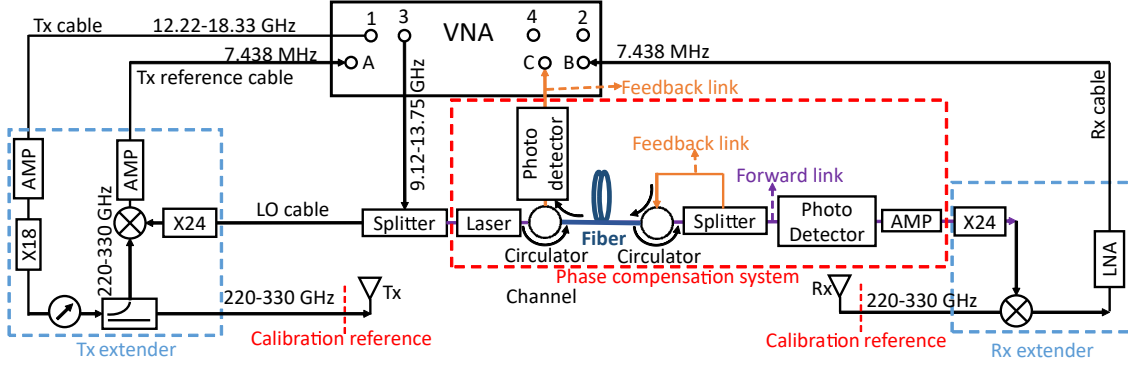 Tx cable
12.22-18.33 GHz
1
3
VNA
4
2
7.438 MHz
A
C
B
7.438 MHz
Tx reference cable
9.12-13.75 GHz
Feedback link
Rx cable
AMP
AMP
Photo
detector
Feedback link
Forward link
X18
220-330 GHz
X24
LO cable
Splitter
Laser
Fiber
Splitter
Photo
Detector
AMP
X24
LNA
Circulator
Circulator
Phase compensation system
Channel
220-330 GHz
Tx
Rx
220-330 GHz
Calibration reference
Calibration reference
Tx extender
Rx extender